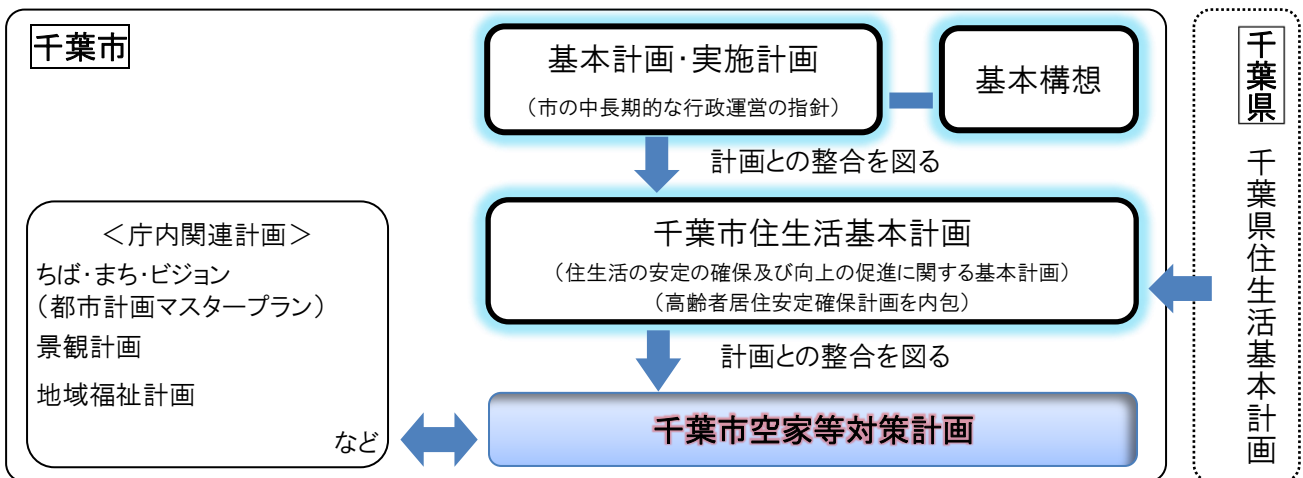 千葉市
基本計画・実施計画
（市の中長期的な行政運営の指針）
基本構想
計画との整合を図る
千葉市住生活基本計画
（住生活の安定の確保及び向上の促進に関する基本計画）
（高齢者居住安定確保計画を内包）
計画との整合を図る
千葉市空家等対策計画
＜庁内関連計画＞
ちば・まち・ビジョン
（都市計画マスタープラン）
景観計画
地域福祉計画
など
千葉県
千葉県住生活基本計画